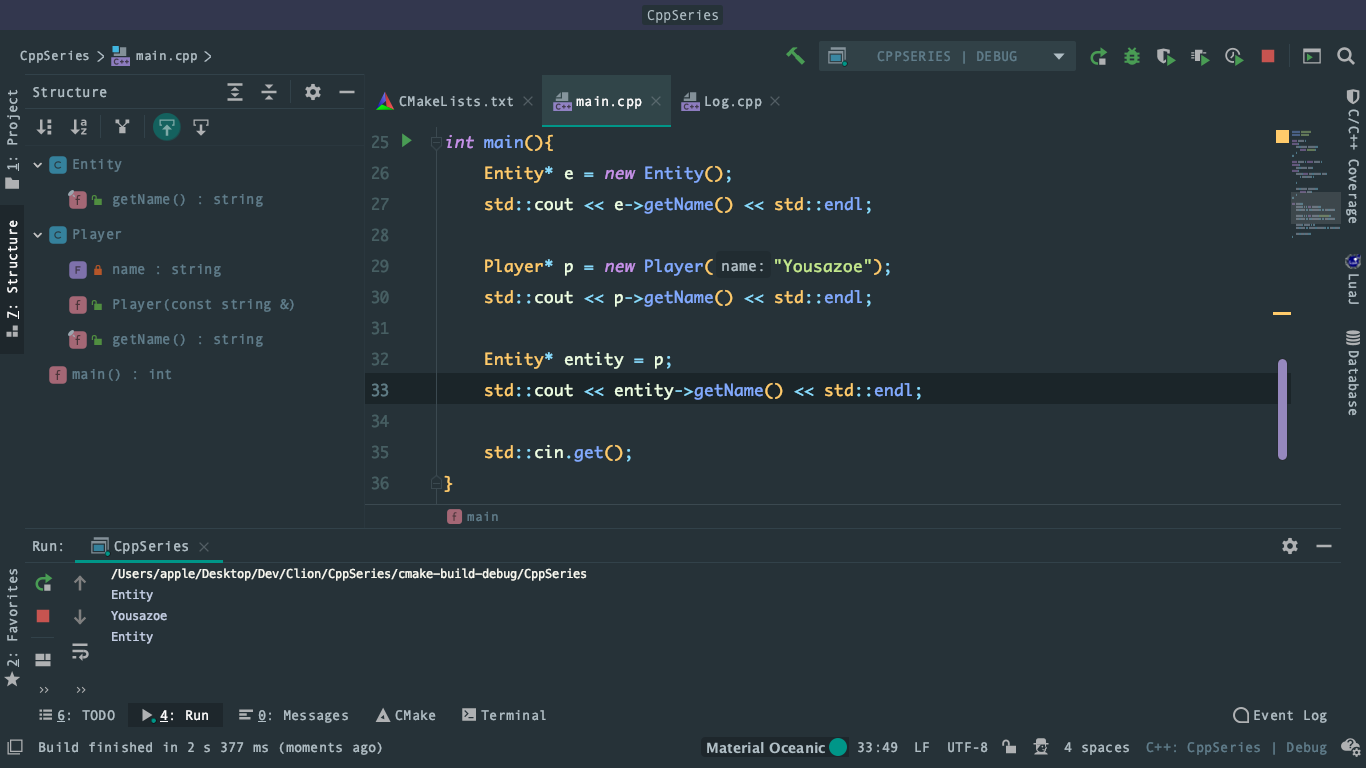 CppSeries
CppSeries > main.cpp >
CPPSERIES | DEBUG
1: Project
Z: Structure
2: Favorites
Structure
Entity
getName() : string
Player
name : string
Player(const string &)
getName() : string
main() : int
CMakeLists.txt
main.cpp
Log.cpp
25 int main(){
26 Entity* e = new Entity();
27 std::cout << e->getName() << std::endl;
28
29 Player* p = new Player( name: "Yousazoe");
30 std::cout << p->getName() << std::endl;
31
32 Entity* entity = p;
33 std::cout << entity->getName() << std::endl;
34
35 std::cin.get();
36 }
main
C/C++ Coverage
LuaJ
Database
Run: CppSeries
/Users/apple/Desktop/Dev/Clion/CppSeries/cmake-build-debug/CppSeries
Entity
Yousazoe
Entity
6: TODO 4: Run 0: Messages CMake Terminal Event Log
Build finished in 2 s 377 ms (moments ago) Material Oceanic 33:49 LF UTF-8 4 spaces C++: CppSeries | Debug